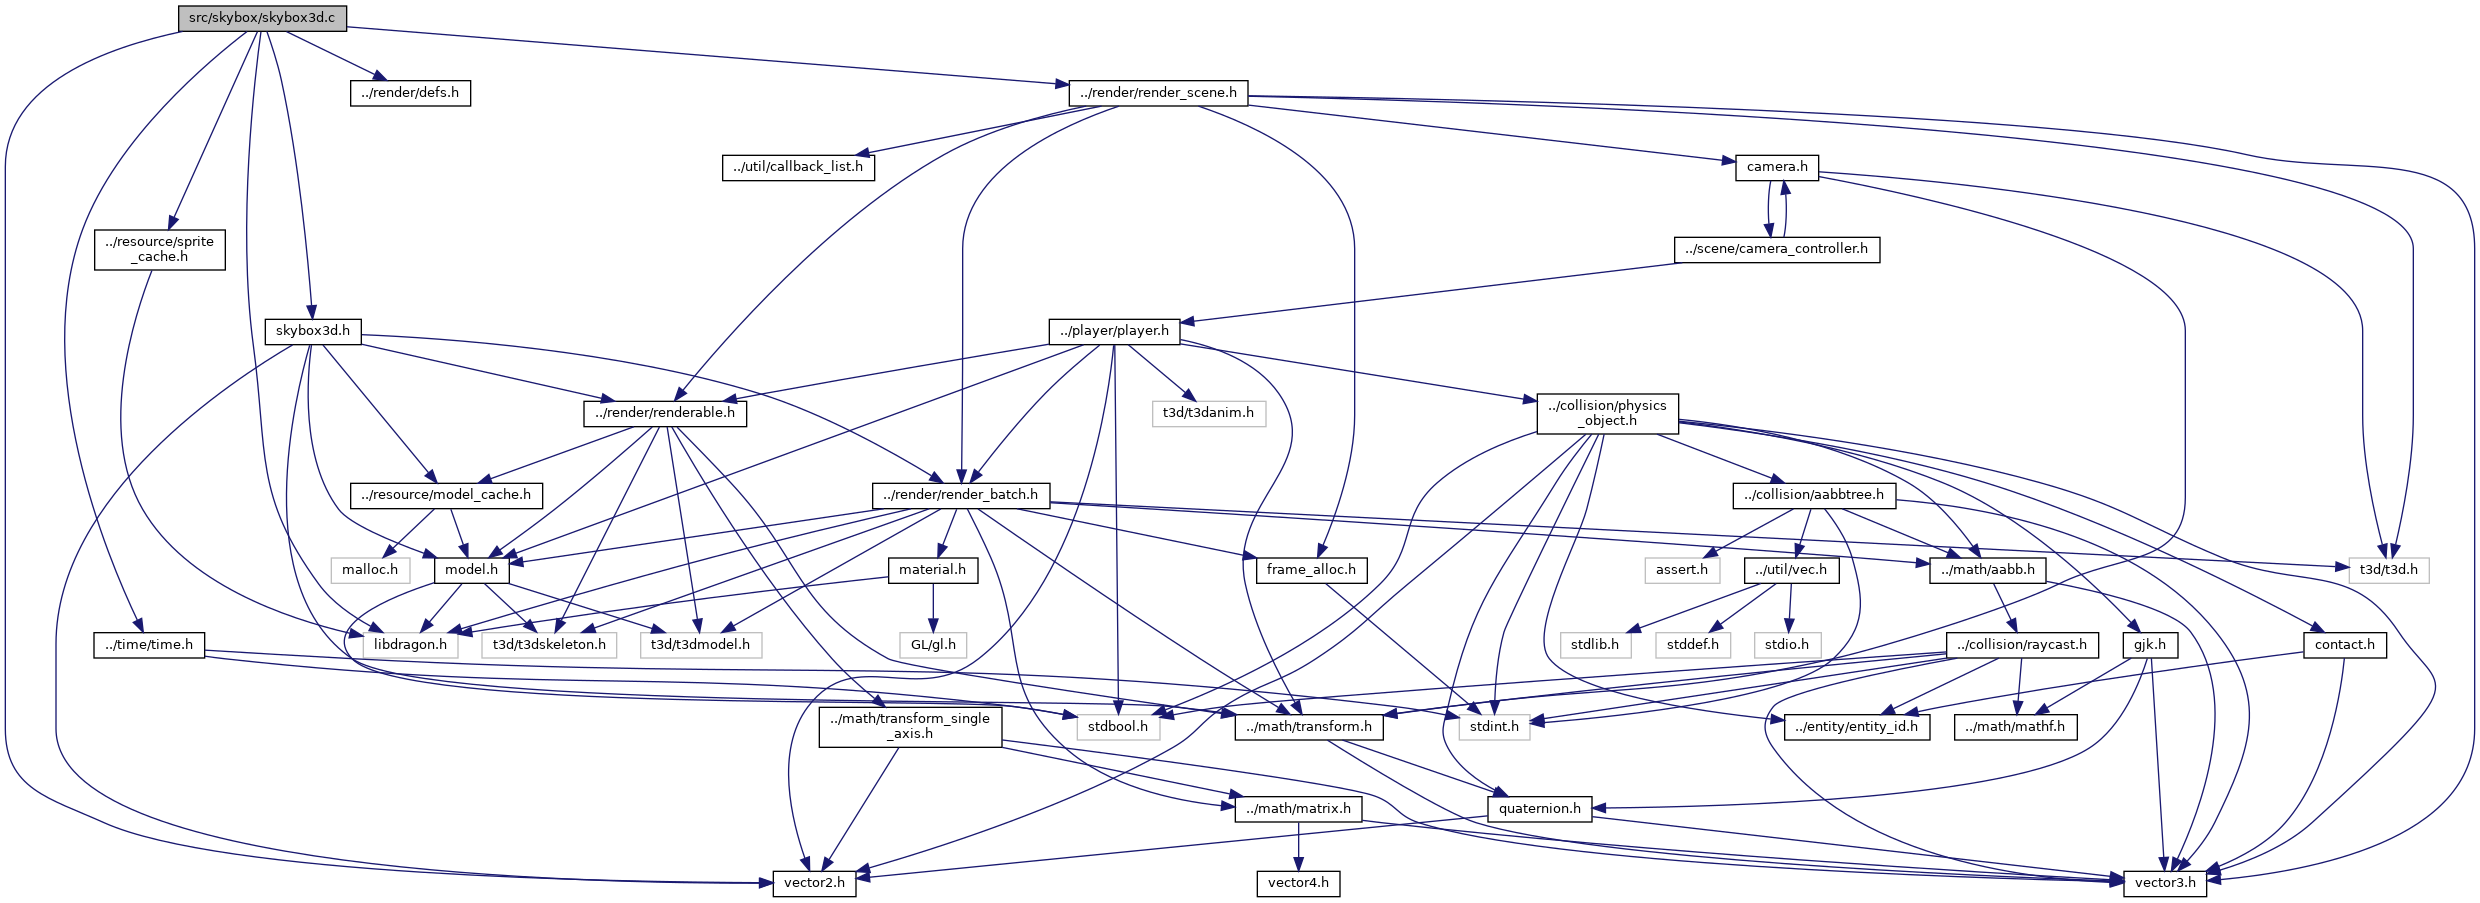 src/skybox/skybox3d.c
../render/defs.h
../render/render_scene.h
../util/callback_list.h
camera.h
../resource/sprite
_cache.h
../scene/camera_controller.h
skybox3d.h
../player/player.h
../render/renderable.h
t3d/t3danim.h
../collision/physics
_object.h
../resource/model_cache.h
../render/render_batch.h
../collision/aabbtree.h
malloc.h
model.h
material.h
frame_alloc.h
assert.h
../util/vec.h
../math/aabb.h
t3d/t3d.h
../time/time.h
libdragon.h
t3d/t3dskeleton.h
t3d/t3dmodel.h
GL/gl.h
stdlib.h
stddef.h
stdio.h
../collision/raycast.h
gjk.h
contact.h
../math/transform_single
_axis.h
stdbool.h
../math/transform.h
stdint.h
../entity/entity_id.h
../math/mathf.h
../math/matrix.h
quaternion.h
vector2.h
vector4.h
vector3.h